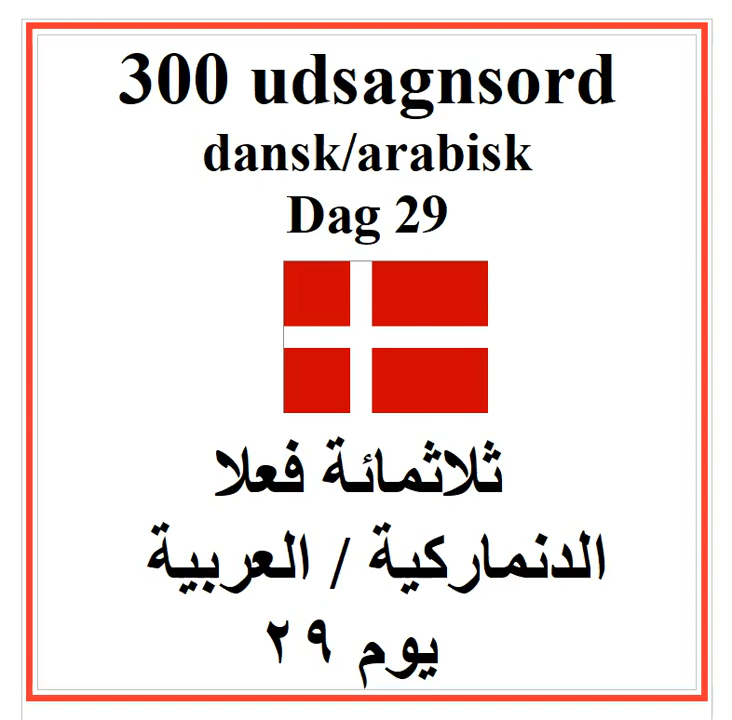 300 udsagnsord
dansk/arabisk
Dag 29
ثلاثمائة فعلا
الدنماركية / العربية
يوم ٢٩